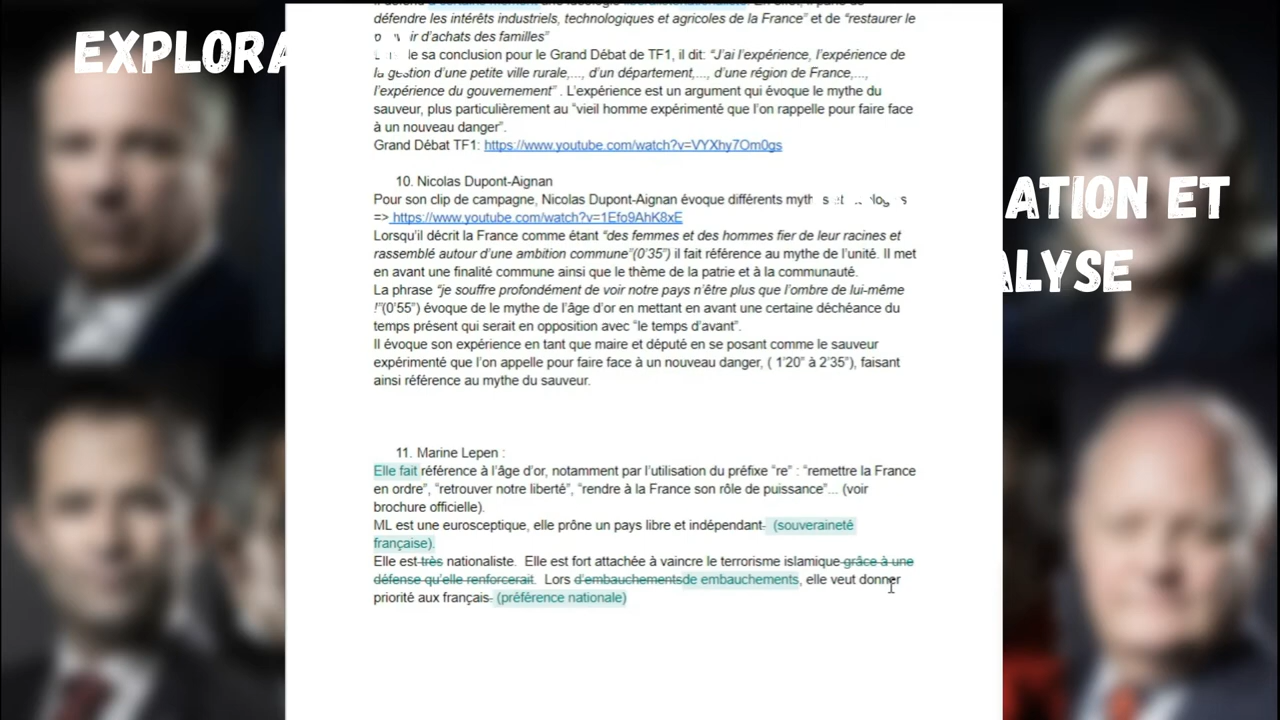 EXPLORA
ATION ET
ALYSE
défendre les intérêts industriels, technologiques et agricoles de la France” et de “restaurer le
d’achats des familles”
de sa conclusion pour le Grand Débat de TF1, il dit: “J’ai l’expérience, l’expérience de
la gestion d’une petite ville rurale,..., d’un département,..., d’une région de France,...,
l’expérience du gouvernement” . L’expérience est un argument qui évoque le mythe du
sauveur, plus particulièrement au “vieil homme expérimenté que l’on rappelle pour faire face
à un nouveau danger”.
Grand Débat TF1: https://www.youtube.com/watch?v=VYXhy7Om0gs
10. Nicolas Dupont-Aignan
Pour son clip de campagne, Nicolas Dupont-Aignan évoque différents
=> https://www.youtube.com/watch?v=1Efo9AhK8xE
Lorsqu’il décrit la France comme étant “des femmes et des hommes fier de leur racines et
rassemblé autour d’une ambition commune”(0’35”) il fait référence au mythe de l’unité. Il met
en avant une finalité commune ainsi que le thème de la patrie et à la communauté.
La phrase “je souffre profondément de voir notre pays n’être plus que l’ombre de lui-même
!”(0’55”) évoque de le mythe de l’âge d’or en mettant en avant une certaine déchéance du
temps présent qui serait en opposition avec “le temps d’avant”.
Il évoque son expérience en tant que maire et député en se posant comme le sauveur
expérimenté que l’on appelle pour faire face à un nouveau danger, ( 1’20” à 2’35”), faisant
ainsi référence au mythe du sauveur.
11. Marine Lepen :
Elle fait référence à l’âge d’or, notamment par l’utilisation du préfixe “re” : “remettre la France
en ordre”, “retrouver notre liberté”, “rendre à la France son rôle de puissance”... (voir
brochure officielle).
ML est une eurosceptique, elle prône un pays libre et indépendant. (souveraineté
française).
Elle est très nationaliste. Elle est fort attachée à vaincre le terrorisme islamique grâce à une
défense qu’elle renforcerait. Lors d’embauchementsde embauchements, elle veut donner
priorité aux français. (préférence nationale)